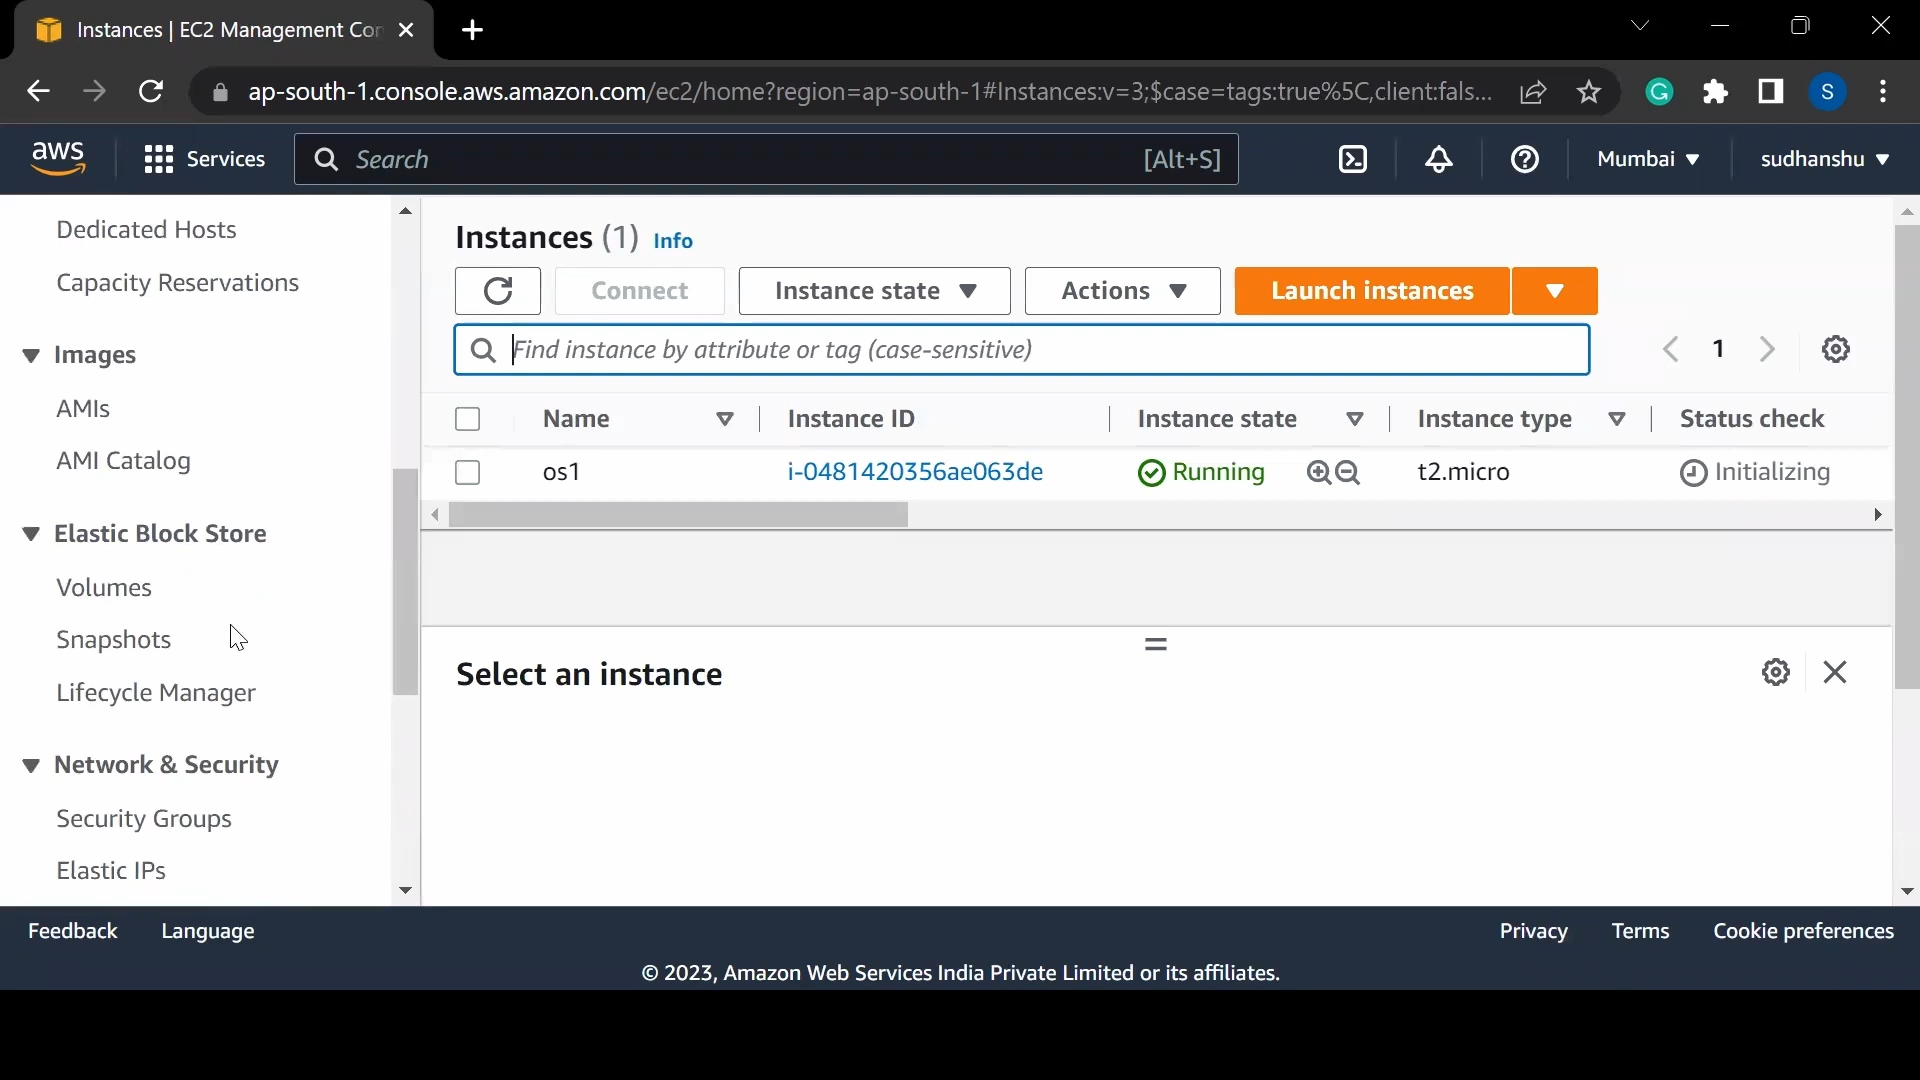 Instances | EC2 Management Con
ap-south-1.console.aws.amazon.com/ec2/home?region=ap-south-1#Instances:v=3;$case=tags:true%5C,client:fals...
G
S
aws
Services
Search
[Alt+S]
Mumbai
sudhanshu
Dedicated Hosts
Capacity Reservations
Images
AMIs
AMI Catalog
Elastic Block Store
Volumes
Snapshots
Lifecycle Manager
Network & Security
Security Groups
Elastic IPs
Instances (1) Info
Connect
Instance state
Actions
Launch instances
Find instance by attribute or tag (case-sensitive)
1
Name
Instance ID
Instance state
Instance type
Status check
os1
i-0481420356ae063de
Running
t2.micro
Initializing
Select an instance
Feedback
Language
Privacy
Terms
Cookie preferences
© 2023, Amazon Web Services India Private Limited or its affiliates.